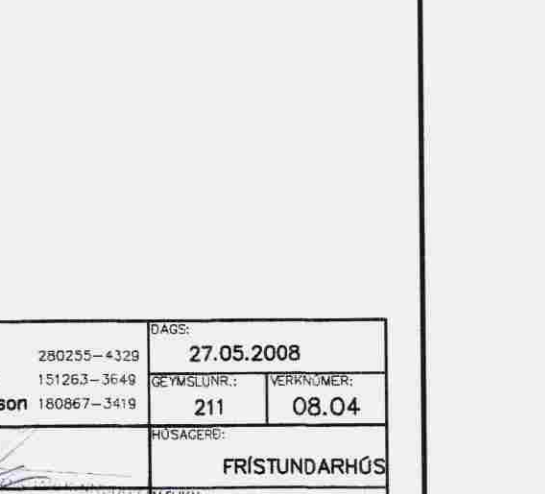 DAGS:
280255-4329 27.05.2008
151263-3649 GEYMSLUNR.: VERKNÚMER:
son 180867-3419 211 08.04
HÚSAGERÐ:
FRÍSTUNDARHÚS